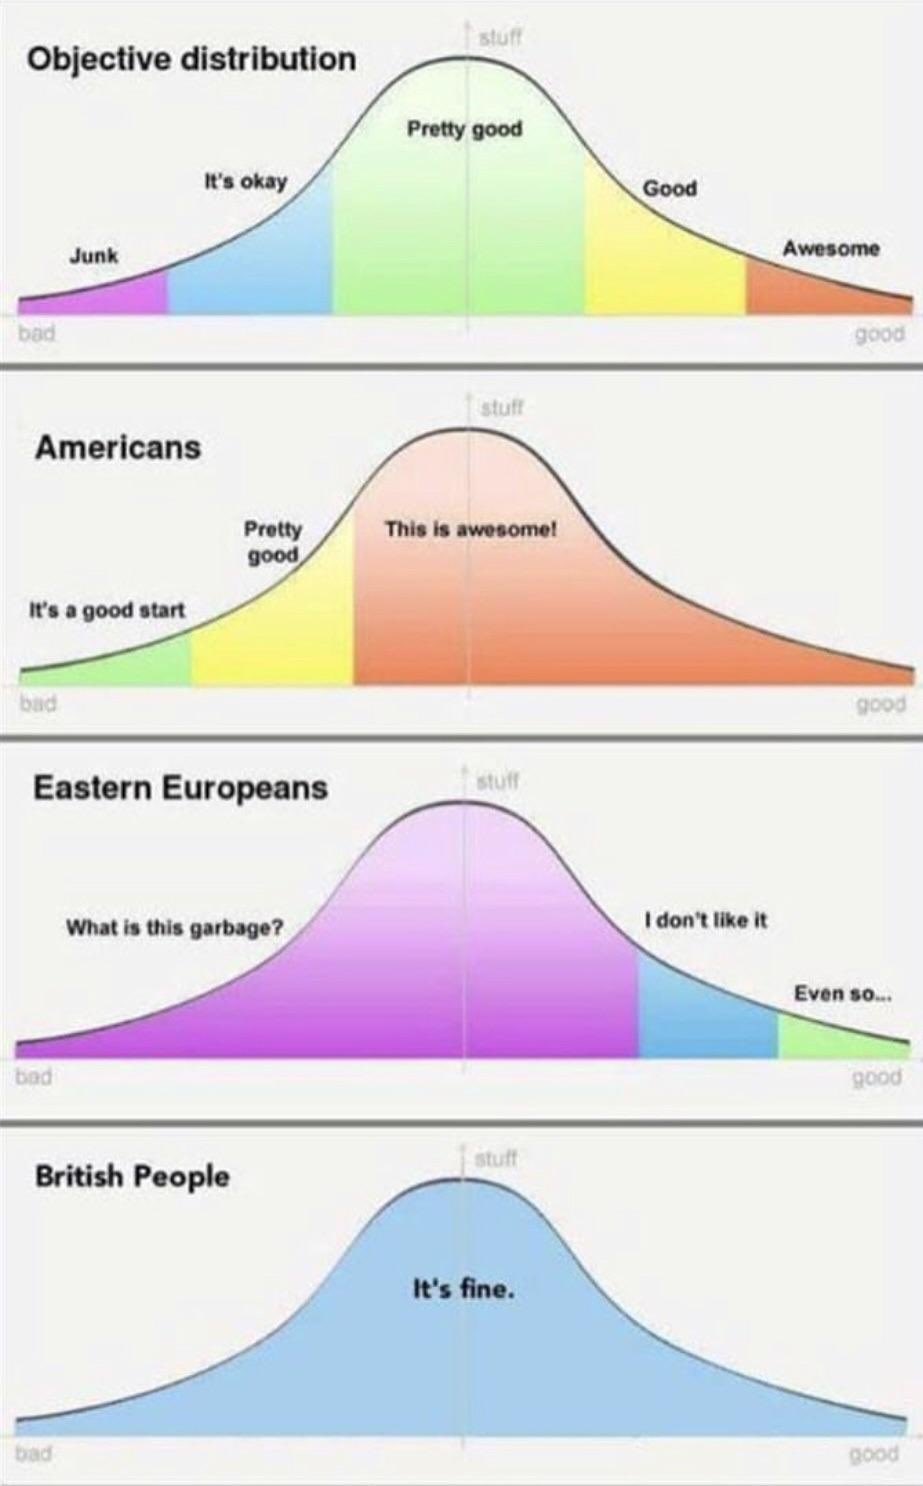 stuff
Objective distribution
Pretty good
It's okay
Good
Junk
Awesome
bad
good
stuff
Americans
Pretty
good
This is awesome!
It's a good start
bad
good
stuff
Eastern Europeans
What is this garbage?
I don't like it
Even so...
bad
good
stuff
British People
It's fine.
bad
good